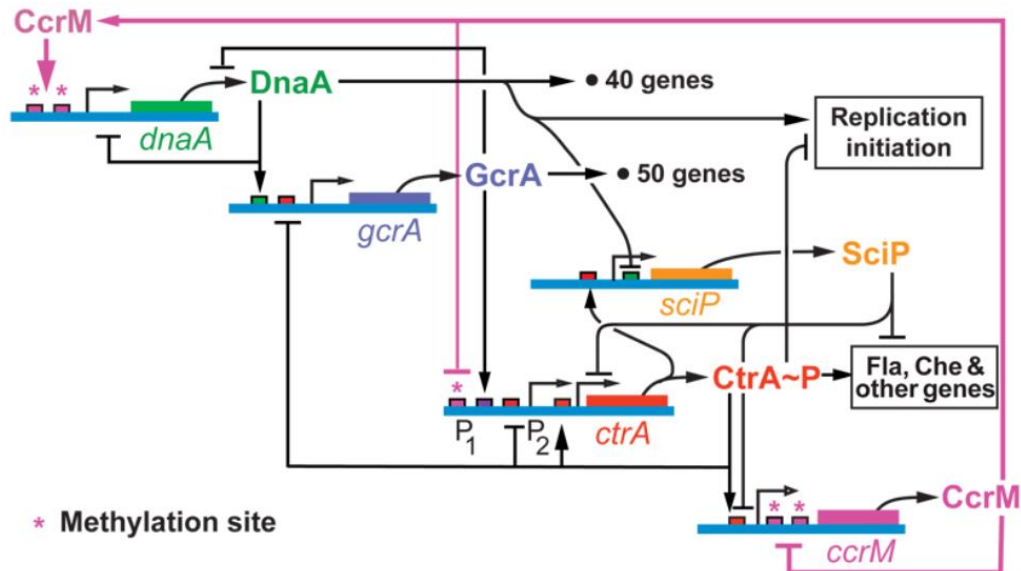 CcrM
* *
DnaA
● 40 genes
dnaA
Replication
initiation
GcrA
● 50 genes
gcrA
SciP
sciP
CtrA~P
Fla, Che &
other genes
*
P1
P2
ctrA
CcrM
* *
* Methylation site
ccrM